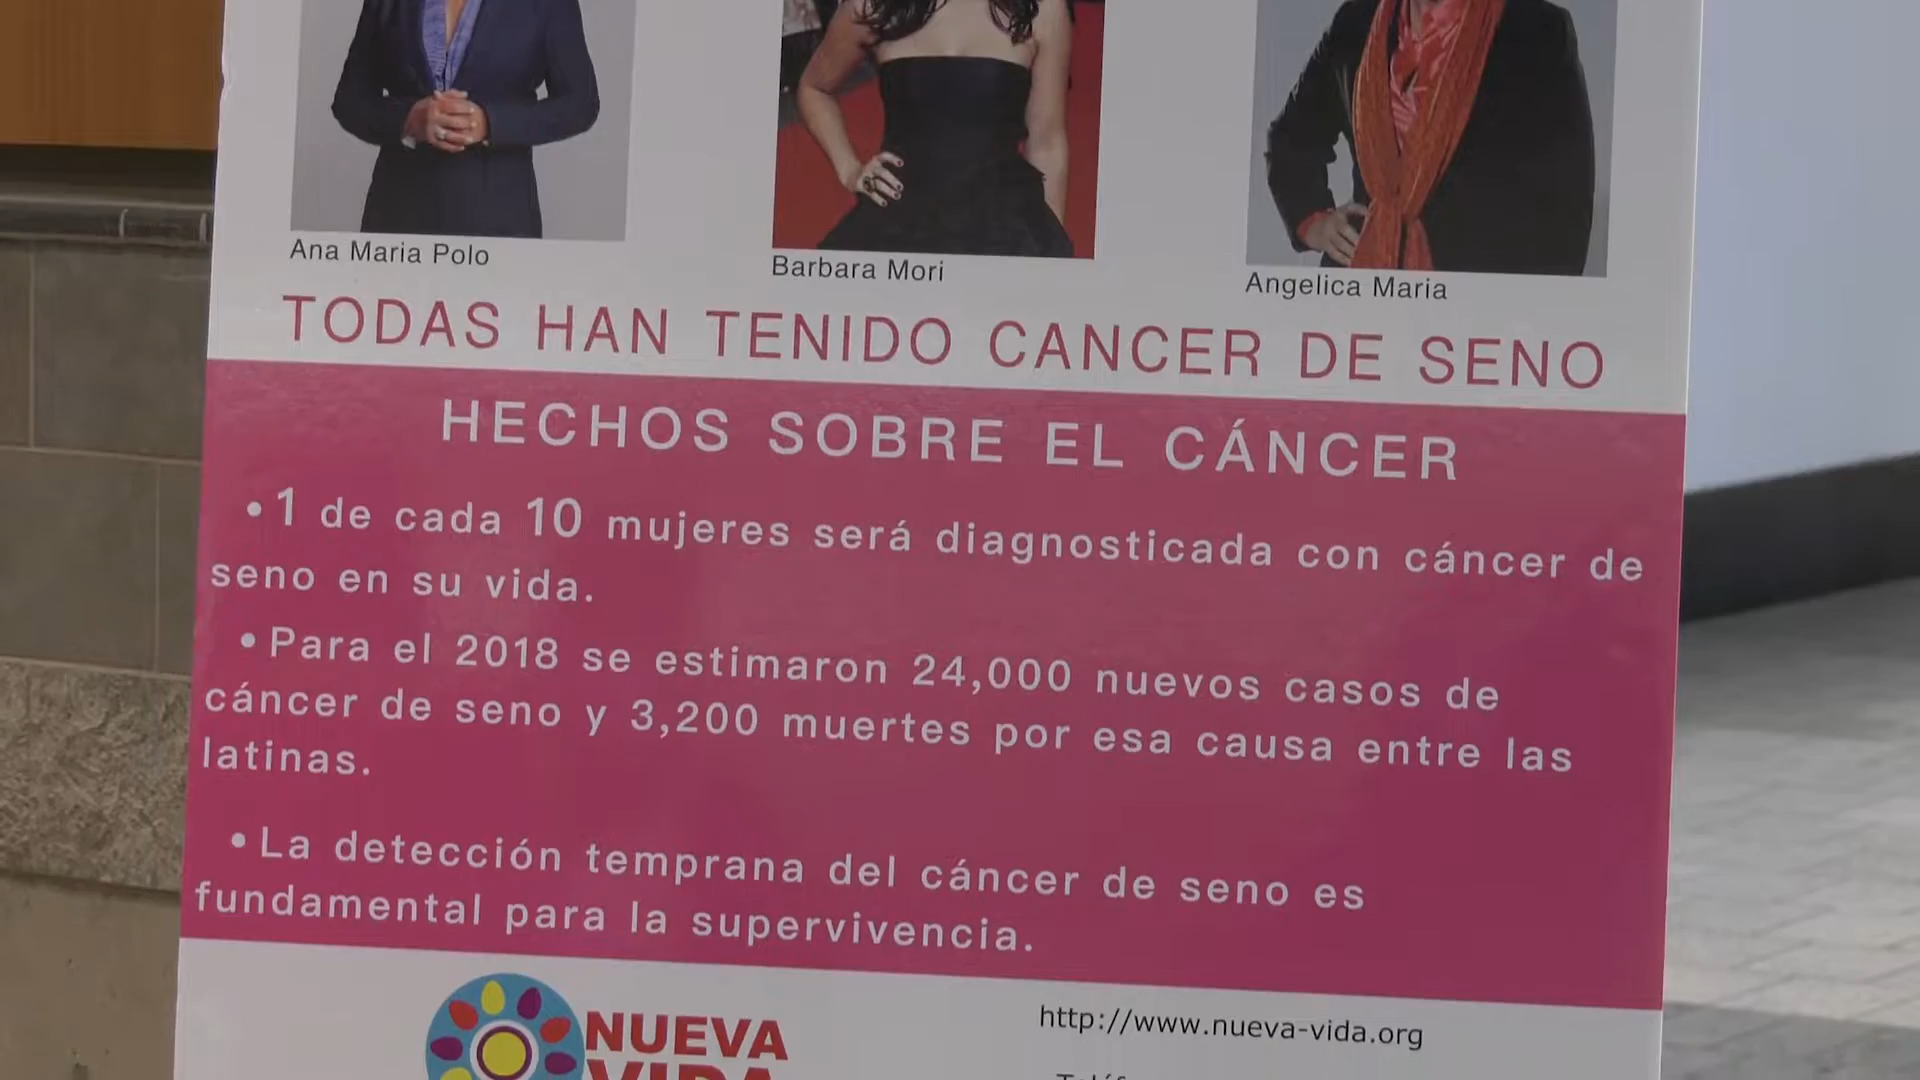 Ana Maria Polo
Barbara Mori
Angelica Maria
TODAS HAN TENIDO CANCER DE SENO
HECHOS SOBRE EL CÁNCER
•1 de cada 10 mujeres será diagnosticada con cáncer de
seno en su vida.
•Para el 2018 se estimaron 24,000 nuevos casos de
cáncer de seno y 3,200 muertes por esa causa entre las
latinas.
•La detección temprana del cáncer de seno es
fundamental para la supervivencia.
NUEVA
VIDA
http://www.nueva-vida.org